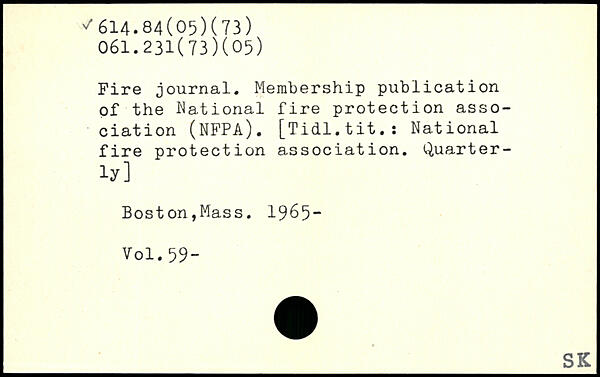 ✓ 614.84(05)(73)
061.231(73)(05)
Fire journal. Membership publication
of the National fire protection asso-
ciation (NFPA). [Tidl.tit.: National
fire protection association. Quarter-
ly]
Boston,Mass. 1965-
Vol.59-
SK